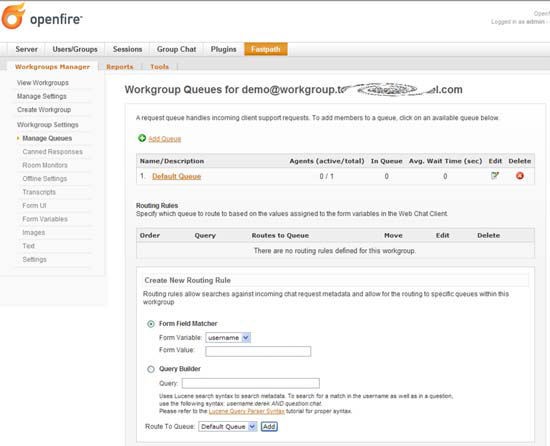 openfire™
Openf
Logged in as admin -
Server Users/Groups Sessions Group Chat Plugins Fastpath
Workgroups Manager Reports Tools
View Workgroups
Manage Settings
Create Workgroup
Workgroup Settings
Manage Queues
Canned Responses
Room Monitors
Offline Settings
Transcripts
Form UI
Form Variables
Images
Text
Settings
Workgroup Queues for demo@workgroup.to el.com
A request queue handles incoming client support requests. To add members to a queue, click on an available queue below.
Add Queue
Name/Description Agents (active/total) In Queue Avg. Wait Time (sec) Edit Delete
1. Default Queue 0 / 1 0 0
Routing Rules
Specify which queue to route to based on the values assigned to the form variables in the Web Chat Client.
Order Query Routes to Queue Move Edit Delete
There are no routing rules defined for this workgroup.
Create New Routing Rule
Routing rules allow searches against incoming chat request metadata and allow for the routing to specific queues within this
workgroup
Form Field Matcher
Form Variable: username
Form Value:
Query Builder
Query:
Uses Lucene search syntax to search metadata. To search for a match in the username as well as in a question,
use the following syntax: username:derek AND question:chat.
Please refer to the Lucene Query Parser Syntax tutorial for proper syntax.
Route To Queue: Default Queue Add